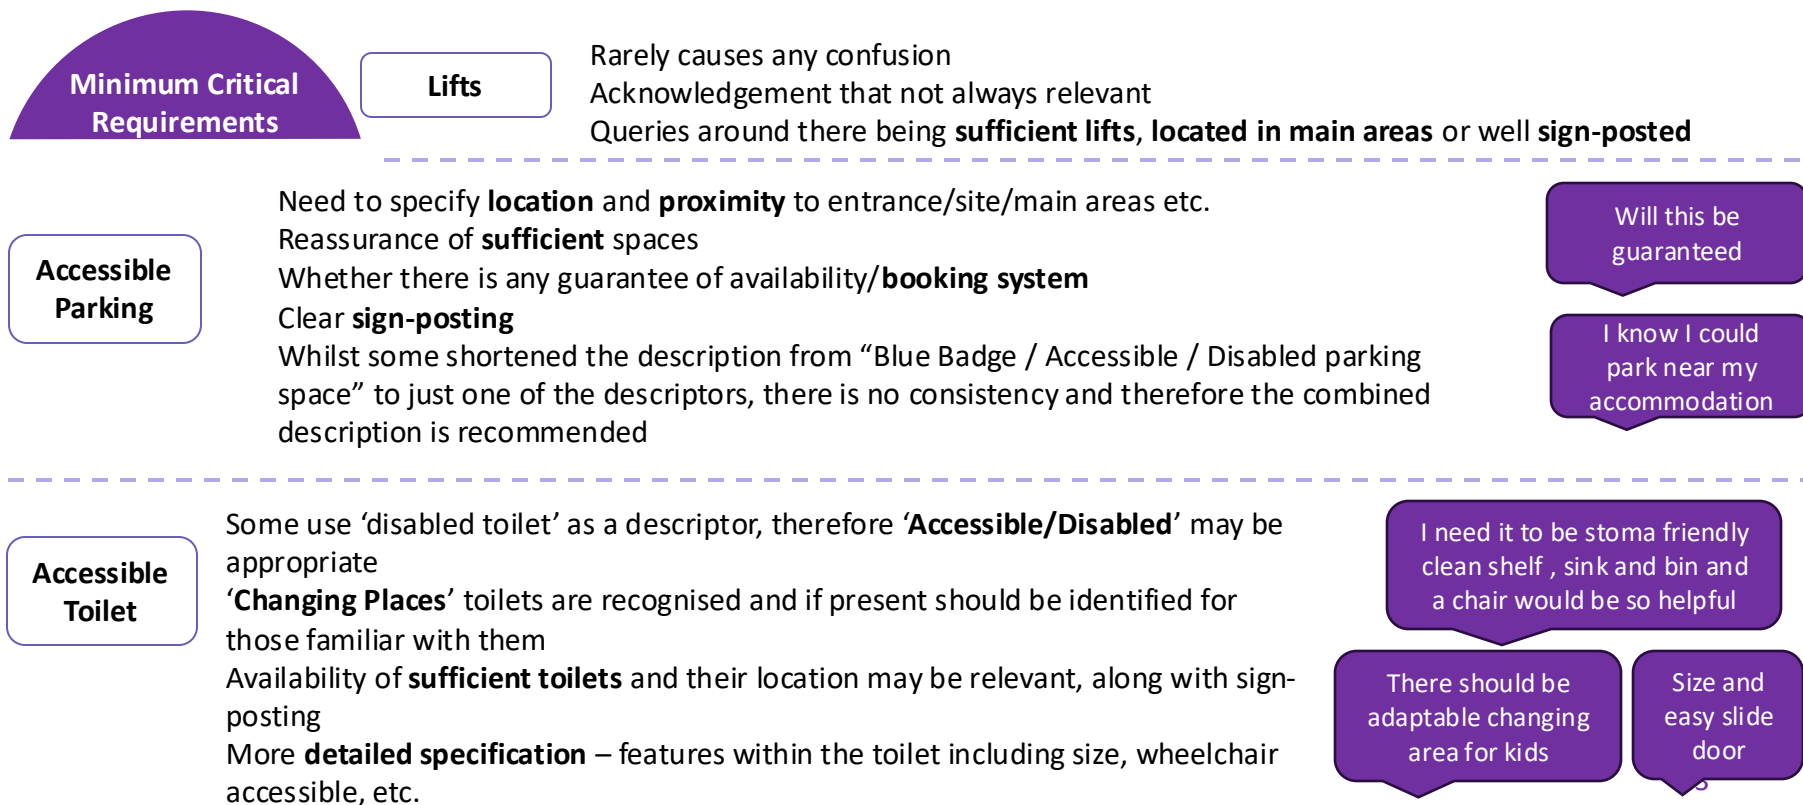 Minimum Critical
Requirements
Lifts
Rarely causes any confusion
Acknowledgement that not always relevant
Queries around there being sufficient lifts, located in main areas or well sign-posted
Accessible
Parking
Need to specify location and proximity to entrance/site/main areas etc.
Reassurance of sufficient spaces
Whether there is any guarantee of availability/booking system
Clear sign-posting
Whilst some shortened the description from “Blue Badge / Accessible / Disabled parking
space” to just one of the descriptors, there is no consistency and therefore the combined
description is recommended
Will this be
guaranteed
I know I could
park near my
accommodation
Accessible
Toilet
Some use ‘disabled toilet’ as a descriptor, therefore ‘Accessible/Disabled’ may be
appropriate
‘Changing Places’ toilets are recognised and if present should be identified for
those familiar with them
Availability of sufficient toilets and their location may be relevant, along with sign-
posting
More detailed specification – features within the toilet including size, wheelchair
accessible, etc.
I need it to be stoma friendly
clean shelf , sink and bin and
a chair would be so helpful
There should be
adaptable changing
area for kids
Size and
easy slide
door